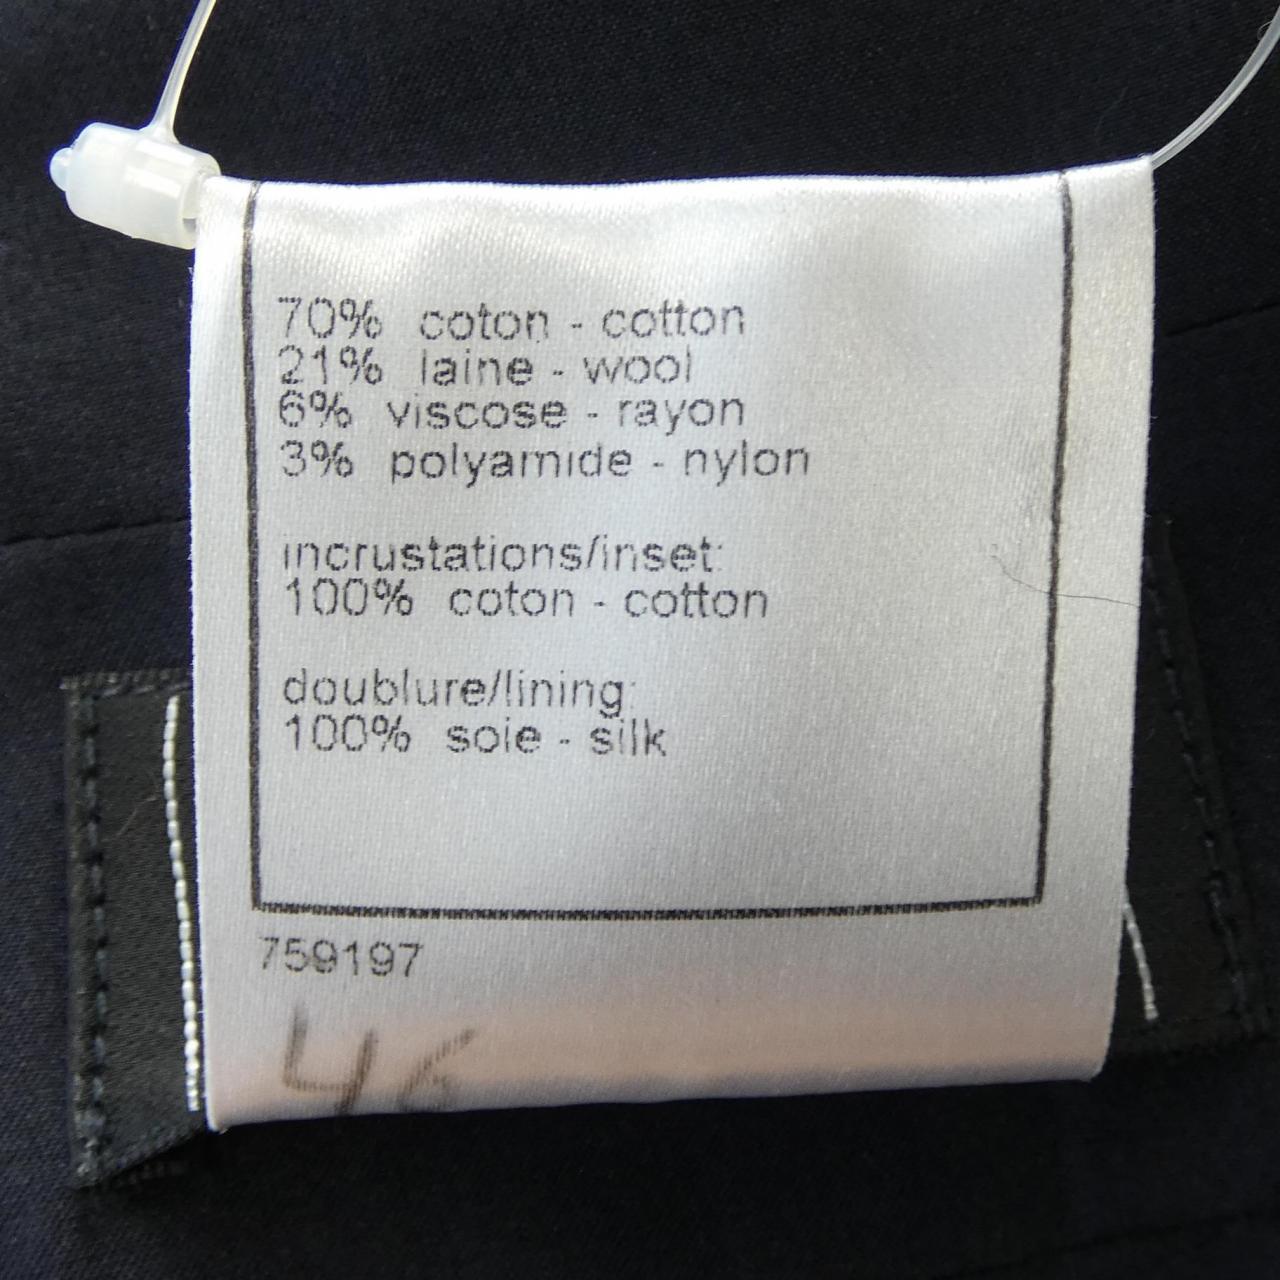 70% coton - cotton
21% laine - wool
6% viscose - rayon
3% polyamide - nylon
incrustations/inset:
100% coton - cotton
doublure/lining:
100% soie - silk
759197
46